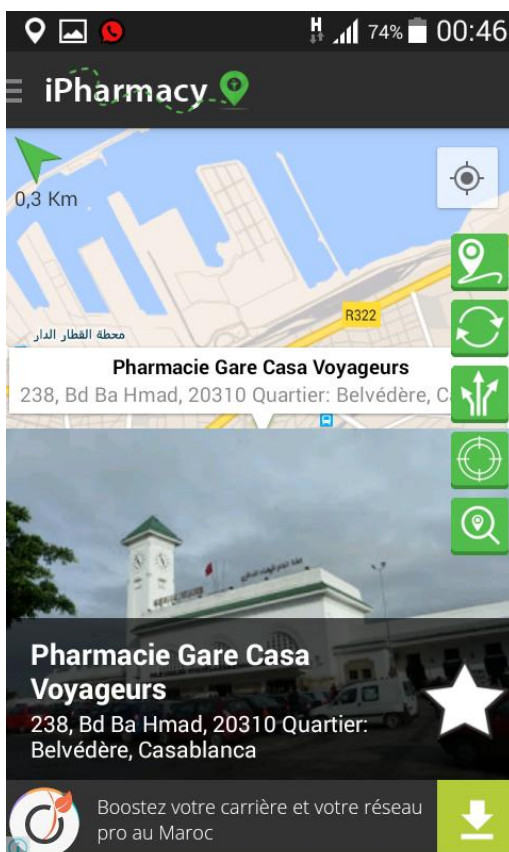 H 74% 00:46
iPharmacy
0,3 Km
R322
محطة القطار الدار
Pharmacie Gare Casa Voyageurs
238, Bd Ba Hmad, 20310 Quartier: Belvédère, C
Pharmacie Gare Casa
Voyageurs
238, Bd Ba Hmad, 20310 Quartier:
Belvédère, Casablanca
Boostez votre carrière et votre réseau
pro au Maroc